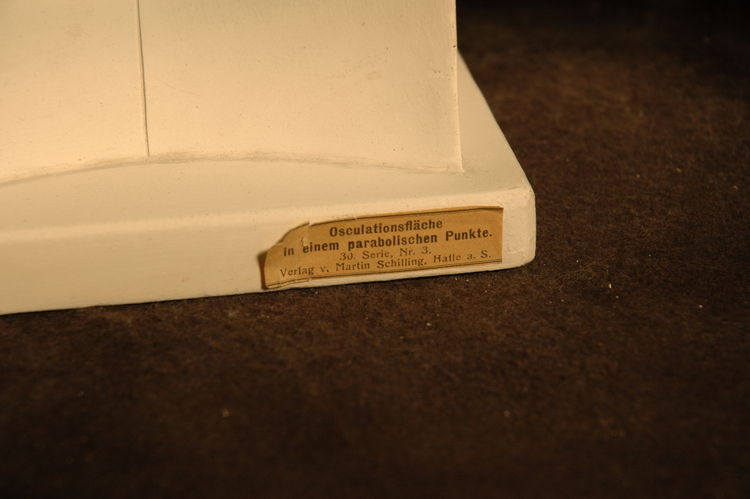 Osculationsfläche
in einem parabolischen Punkte.
30. Serie, Nr. 3.
Verlag v. Martin Schilling, Halle a. S.